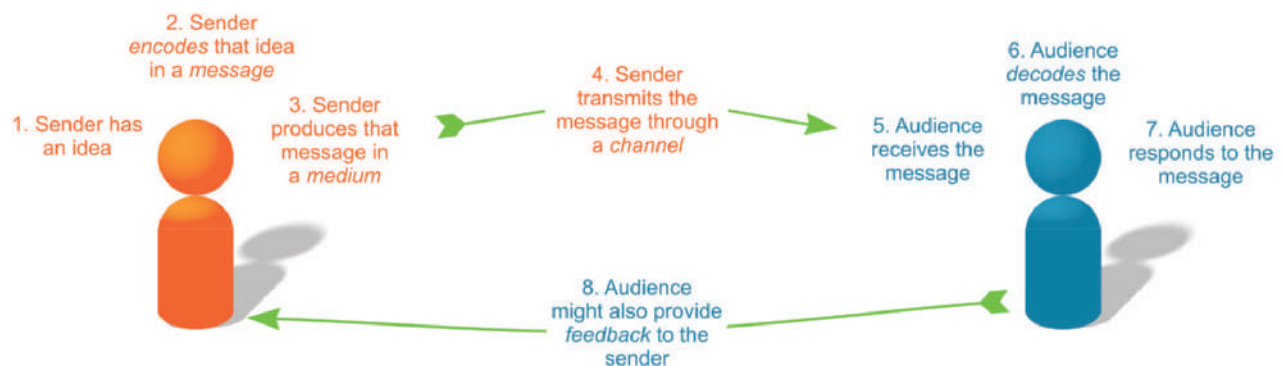 1. Sender has
an idea
2. Sender
encodes that idea
in a message
3. Sender
produces that
message in
a medium
4. Sender
transmits the
message through
a channel
5. Audience
receives the
message
6. Audience
decodes the
message
7. Audience
responds to the
message
8. Audience
might also provide
feedback to the
sender